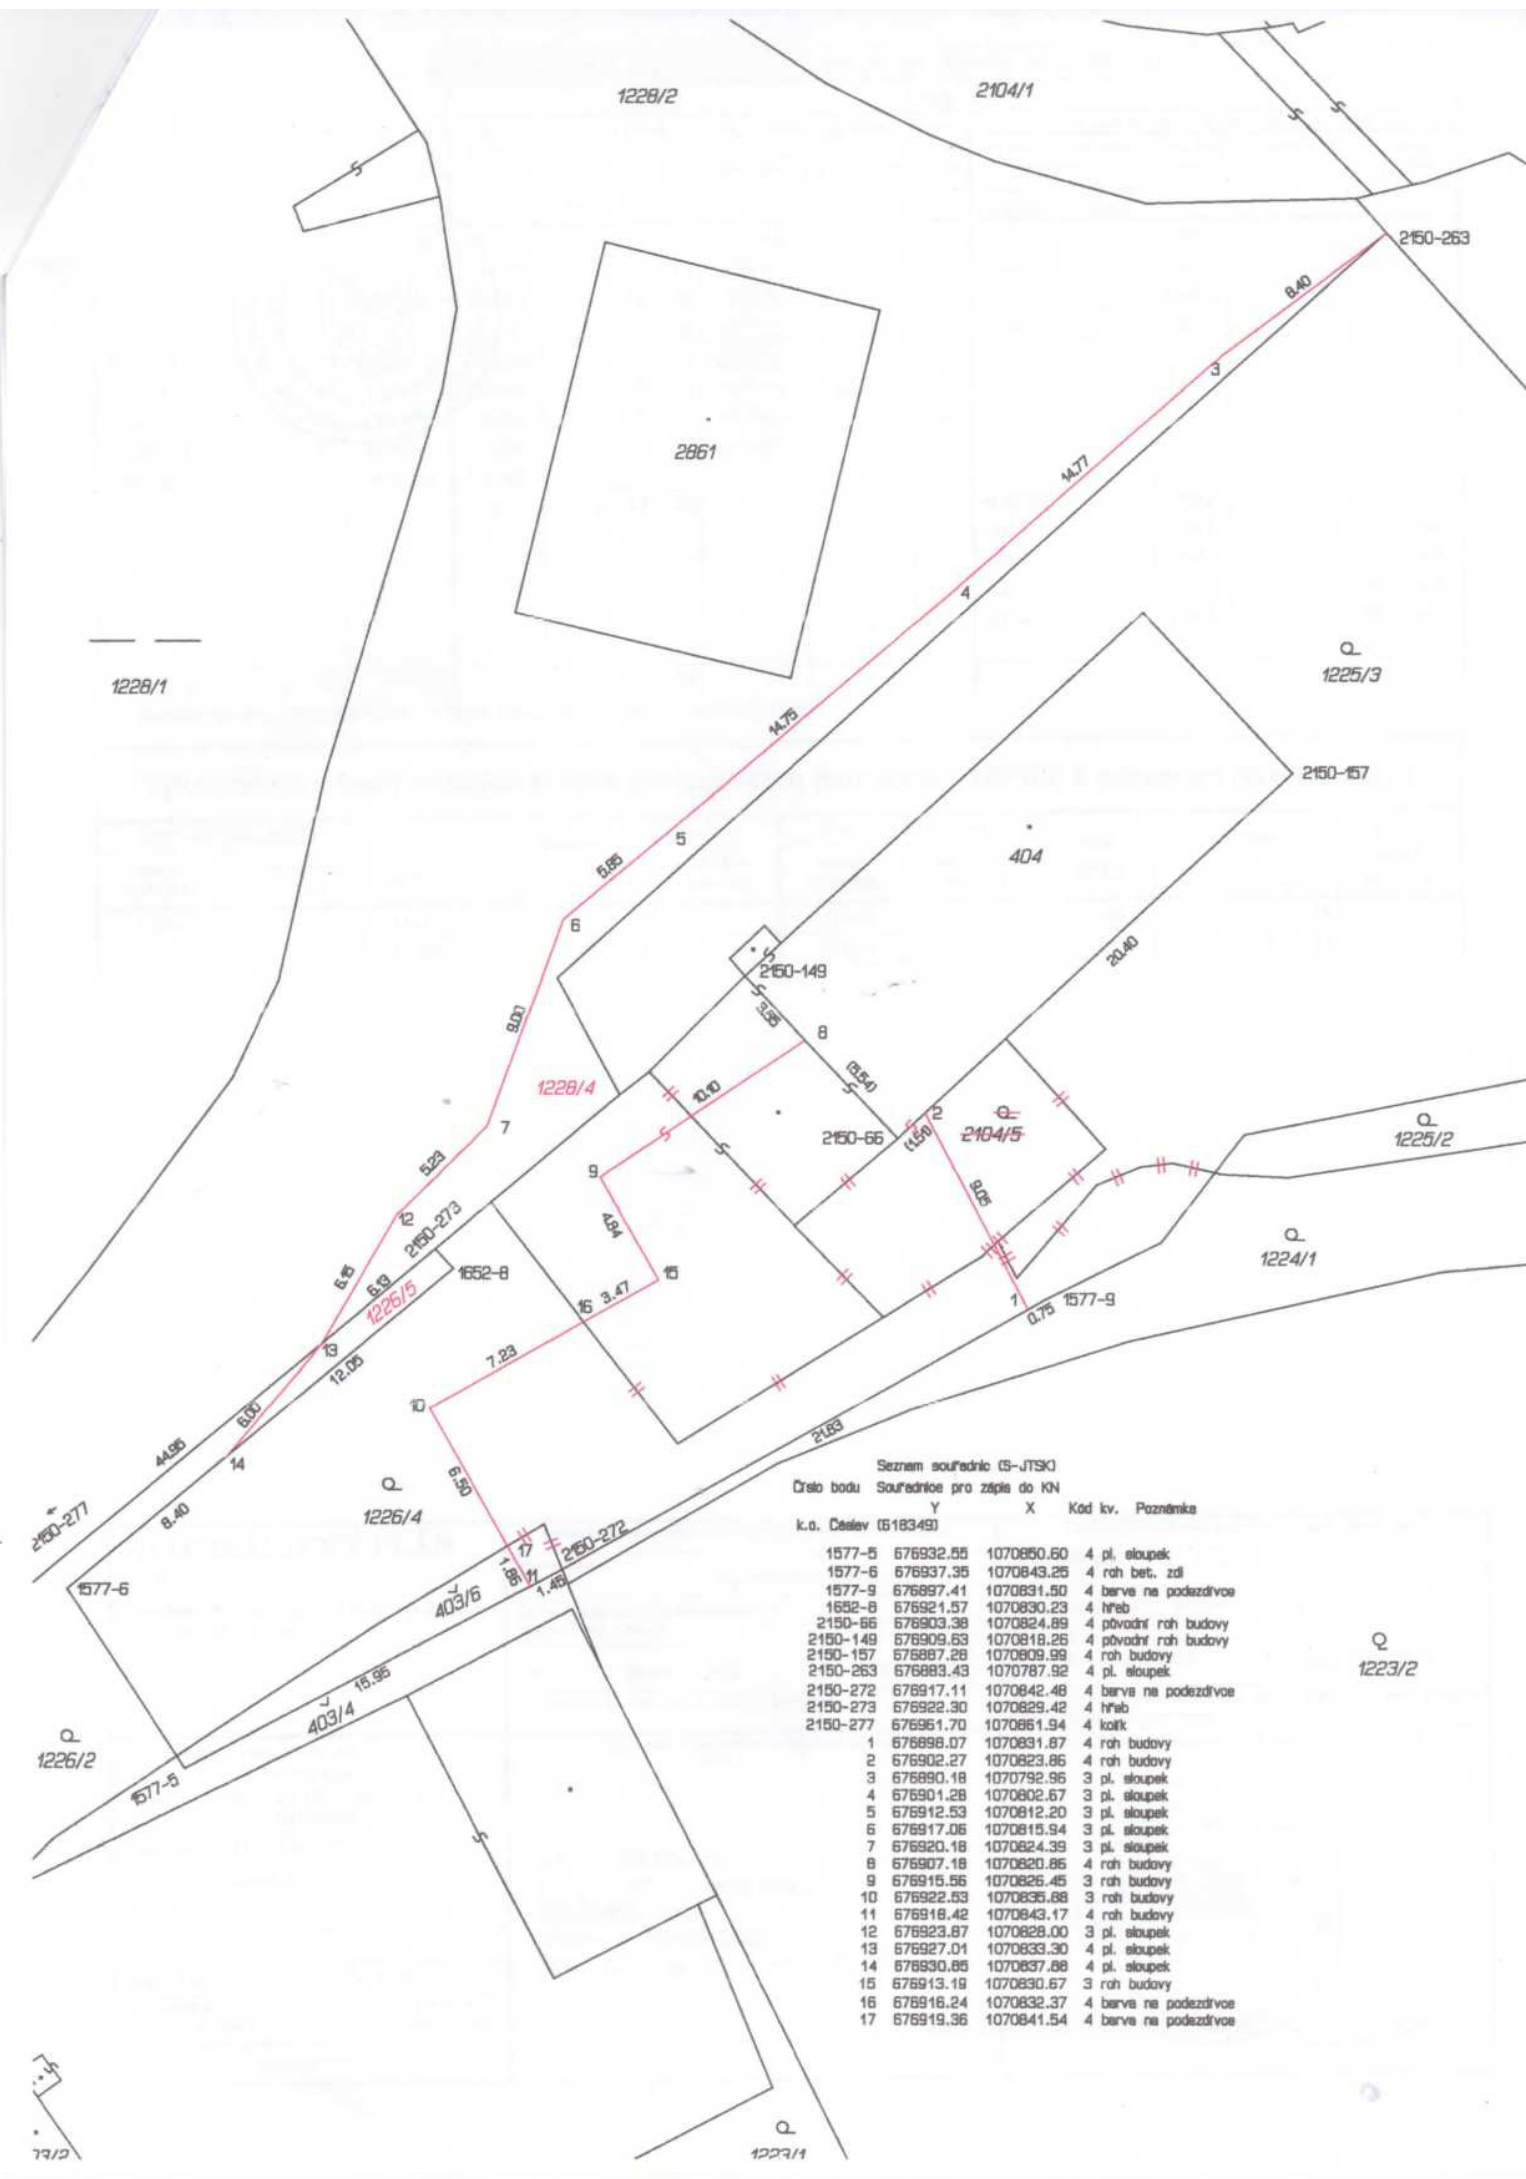 1228/2
2104/1
2150-263
8.40
3
2861
14.77
4
1225/3
1228/1
14.75
2150-157
5
404
5.85
6
20.40
2150-149
3.55
9.00
8
(5.54)
10.10
1228/4
2
2104/5
7
2150-66
(1.51)
1225/2
5.23
9
9.05
4.84
12
2150-273
1224/1
6.15
6.13
1652-8
15
1226/5
3.47
16
1
1577-9
0.75
13
12.05
7.23
10
6.00
21.83
44.95
14
6.50
1226/4
8.40
2150-277
17
2150-272
1.86
11
1.45
1577-6
403/6
15.95
403/4
1226/2
1577-5
1223/2
Seznam souřadnic (S-JTSK)
Číslo bodu Souřadnice pro zápis do KN
Y X Kód kv. Poznámka
k.o. Čáslav (618349)
1577-5 676932.55 1070850.60 4 pl. sloupek
1577-6 676937.35 1070843.25 4 roh bet. zdi
1577-9 676897.41 1070831.50 4 barva na podezdívce
1652-8 676921.57 1070830.23 4 hřeb
2150-66 676903.38 1070824.89 4 původní roh budovy
2150-149 676909.63 1070818.26 4 původní roh budovy
2150-157 676887.28 1070809.99 4 roh budovy
2150-263 676883.43 1070787.92 4 pl. sloupek
2150-272 676917.11 1070842.48 4 barva na podezdívce
2150-273 676922.30 1070829.42 4 hřeb
2150-277 676961.70 1070861.94 4 kolík
1 676898.07 1070831.87 4 roh budovy
2 676902.27 1070823.86 4 roh budovy
3 676890.18 1070792.96 3 pl. sloupek
4 676901.28 1070802.67 3 pl. sloupek
5 676912.53 1070812.20 3 pl. sloupek
6 676917.06 1070815.94 3 pl. sloupek
7 676920.18 1070824.39 3 pl. sloupek
8 676907.18 1070820.86 4 roh budovy
9 676915.56 1070826.45 3 roh budovy
10 676922.53 1070835.88 3 roh budovy
11 676918.42 1070843.17 4 roh budovy
12 676923.87 1070828.00 3 pl. sloupek
13 676927.01 1070833.30 4 pl. sloupek
14 676930.85 1070837.88 4 pl. sloupek
15 676913.19 1070830.67 3 roh budovy
16 676916.24 1070832.37 4 barva na podezdívce
17 676919.36 1070841.54 4 barva na podezdívce
1223/1